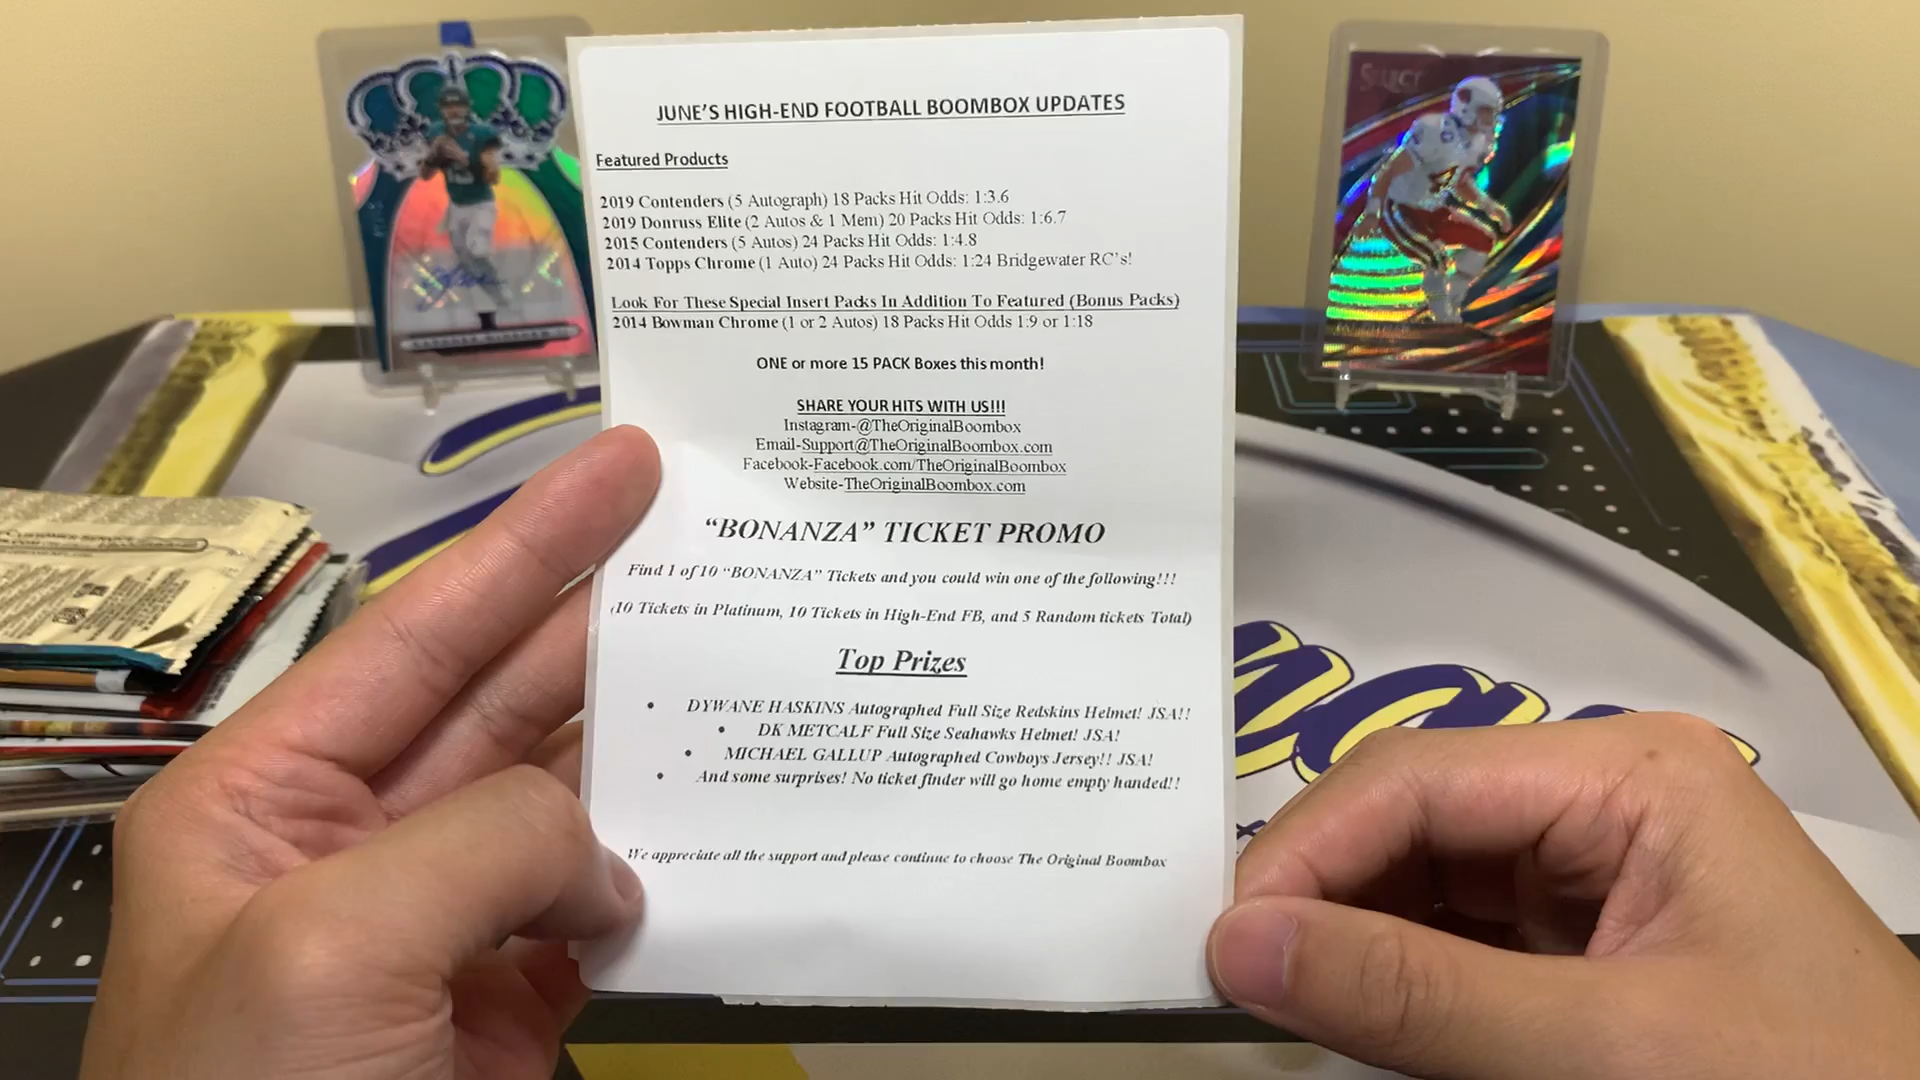 JUNE'S HIGH-END FOOTBALL BOOMBOX UPDATES
Featured Products
2019 Contenders (5 Autograph) 18 Packs Hit Odds: 1:3.6
2019 Donruss Elite (2 Autos & 1 Mem) 20 Packs Hit Odds: 1:6.7
2015 Contenders (5 Autos) 24 Packs Hit Odds: 1:4.8
2014 Topps Chrome (1 Auto) 24 Packs Hit Odds: 1:24 Bridgewater RC's!
Look For These Special Insert Packs In Addition To Featured (Bonus Packs)
2014 Bowman Chrome (1 or 2 Autos) 18 Packs Hit Odds 1:9 or 1:18
ONE or more 15 PACK Boxes this month!
SHARE YOUR HITS WITH US!!!
Instagram-@TheOriginalBoombox
Email-Support@TheOriginalBoombox.com
Facebook-Facebook.com/TheOriginalBoombox
Website-TheOriginalBoombox.com
"BONANZA" TICKET PROMO
Find 1 of 10 "BONANZA" Tickets and you could win one of the following!!!
(10 Tickets in Platinum, 10 Tickets in High-End FB, and 5 Random tickets Total)
Top Prizes
• DYWANE HASKINS Autographed Full Size Redskins Helmet! JSA!!
• DK METCALF Full Size Seahawks Helmet! JSA!
• MICHAEL GALLUP Autographed Cowboys Jersey!! JSA!
• And some surprises! No ticket finder will go home empty handed!!
We appreciate all the support and please continue to choose The Original Boombox
SELECT